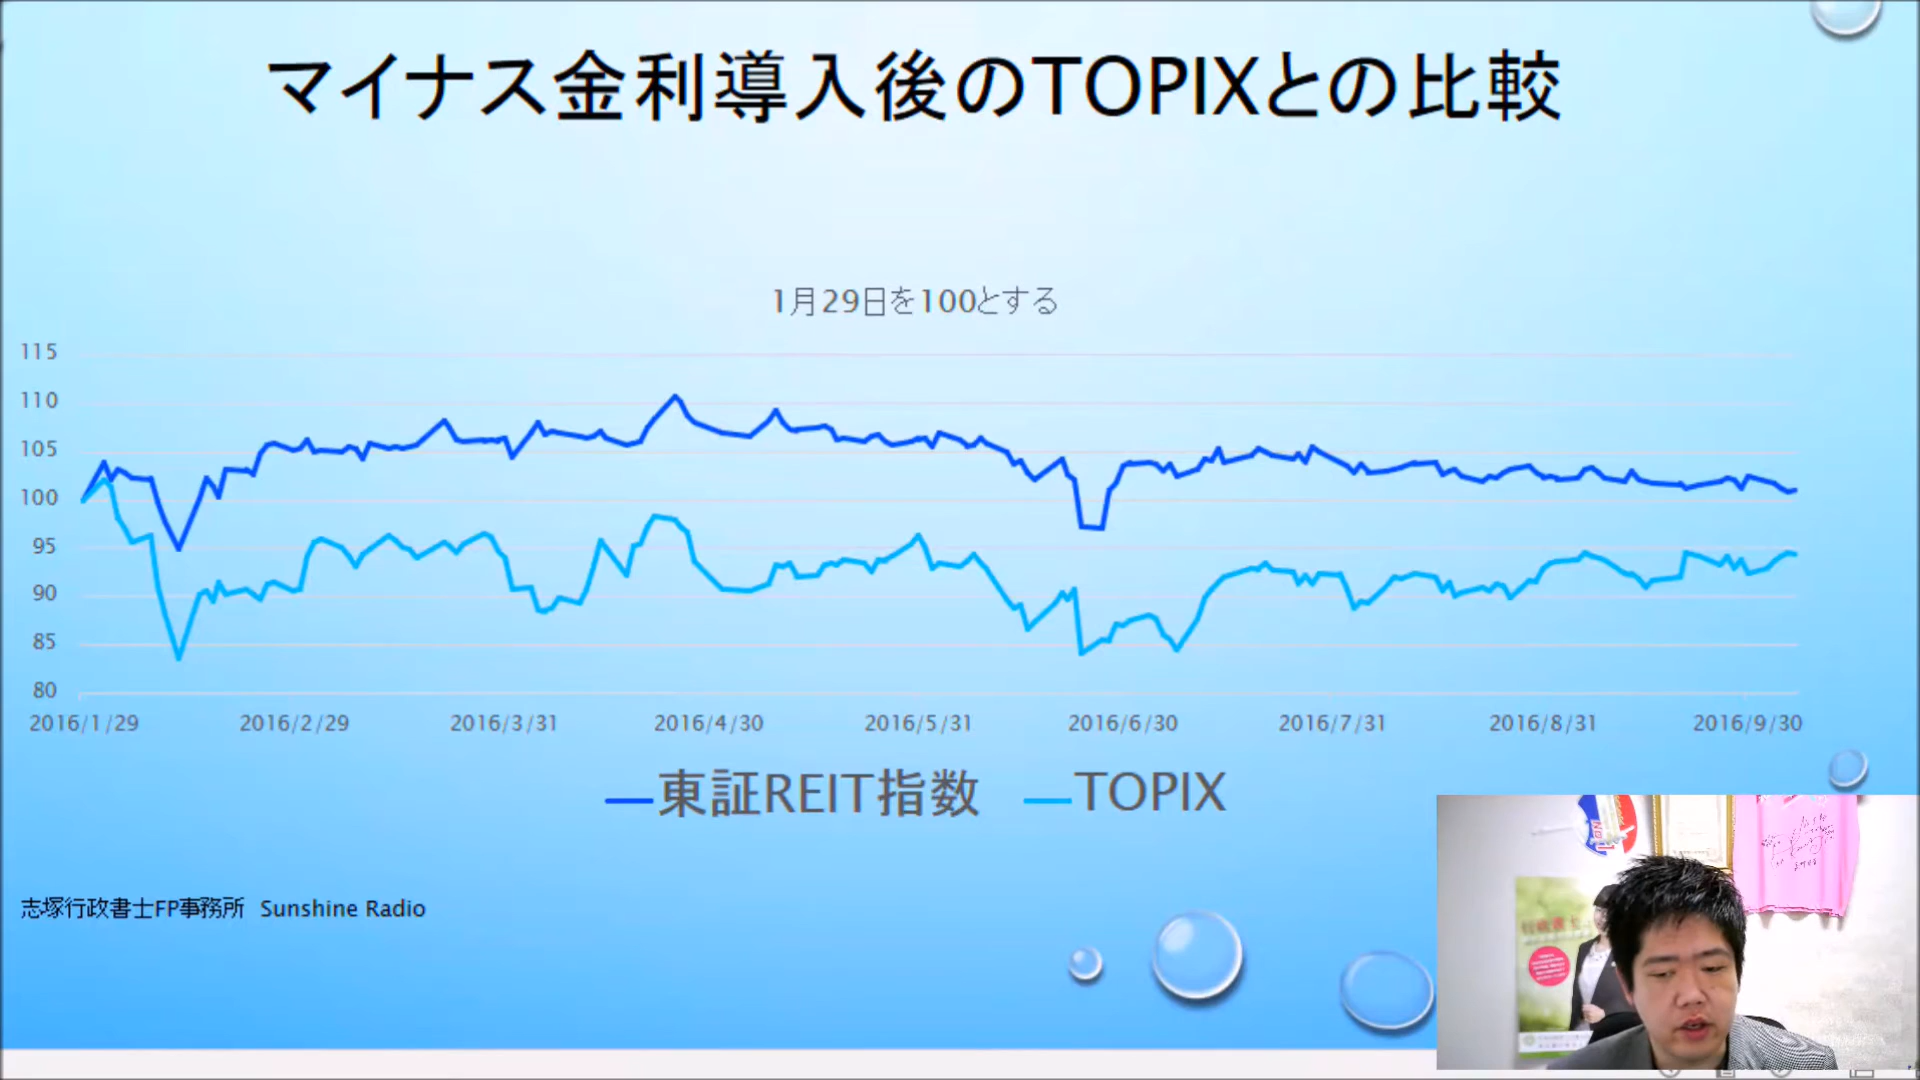 マイナス金利導入後のTOPIXとの比較
1月29日を100とする
115
110
105
100
95
90
85
80
2016/1/29 2016/2/29 2016/3/31 2016/4/30 2016/5/31 2016/6/30 2016/7/31 2016/8/31 2016/9/30
東証REIT指数 TOPIX
志塚行政書士FP事務所 Sunshine Radio